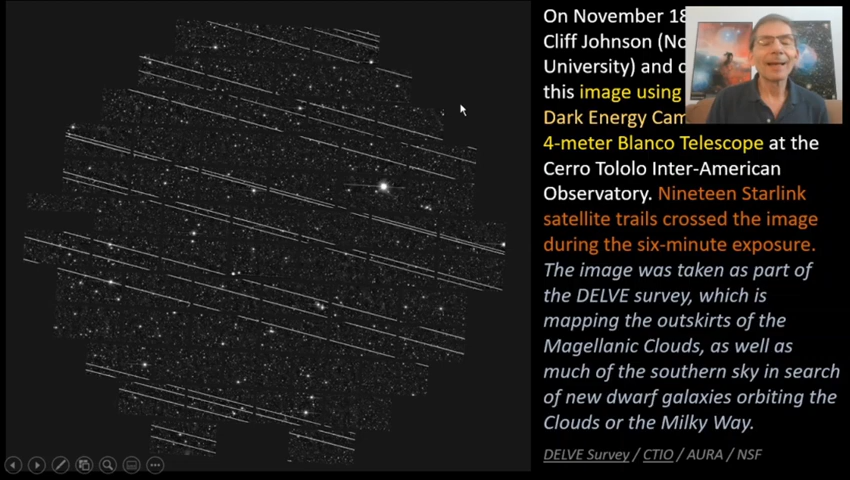 On November 18
Cliff Johnson
University) and
this image using
Dark Energy Cam
4-meter Blanco Telescope at the
Cerro Tololo Inter-American
Observatory. Nineteen Starlink
satellite trails crossed the image
during the six-minute exposure.
The image was taken as part of
the DELVE survey, which is
mapping the outskirts of the
Magellanic Clouds, as well as
much of the southern sky in search
of new dwarf galaxies orbiting the
Clouds or the Milky Way.
DELVE Survey / CTIO / AURA / NSF